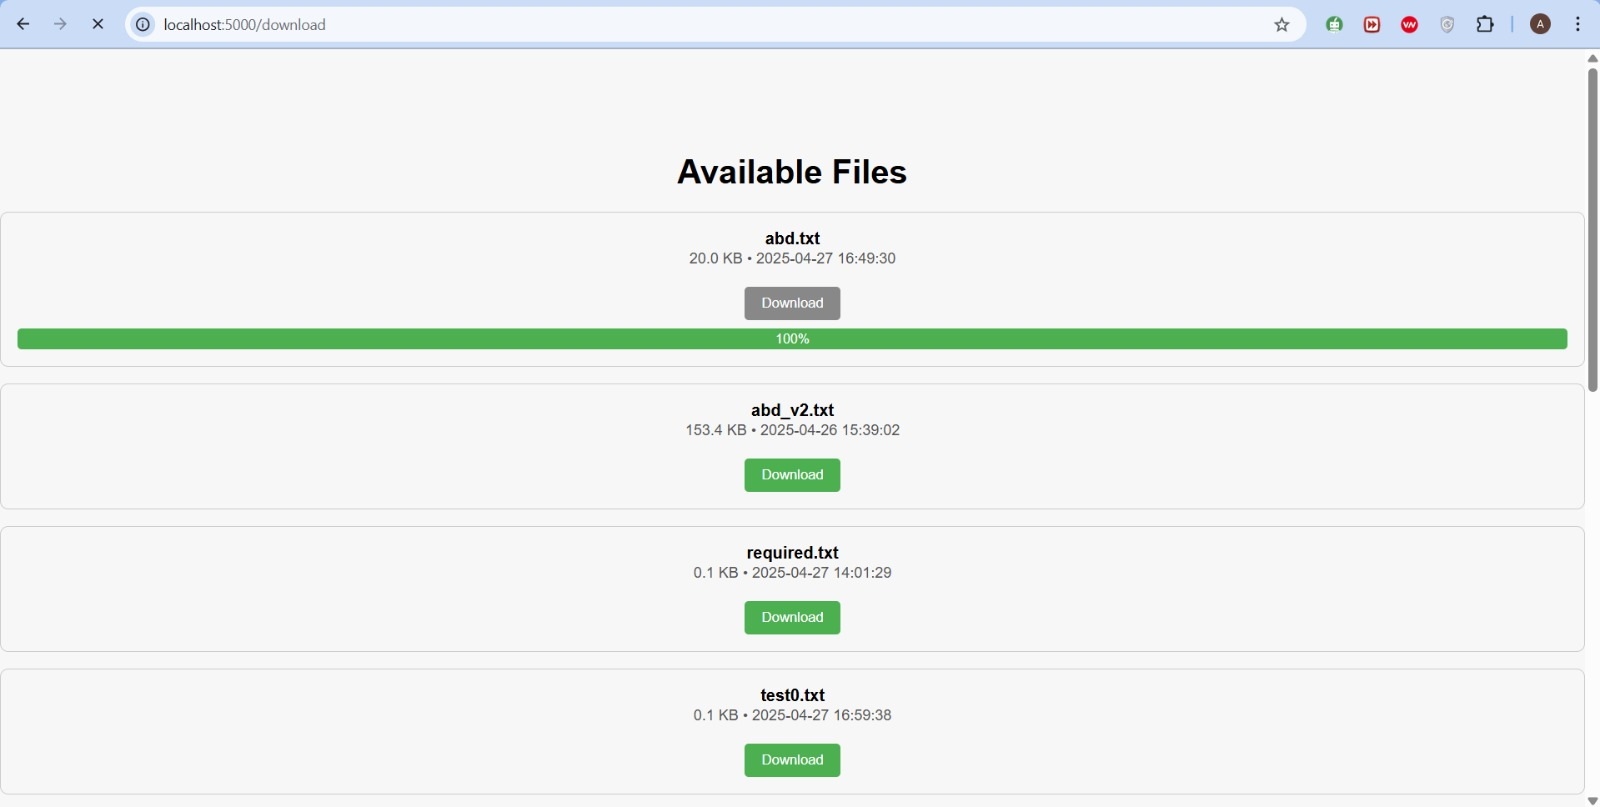 localhost:5000/download
A
Available Files
abd.txt
20.0 KB • 2025-04-27 16:49:30
Download
100%
abd_v2.txt
153.4 KB • 2025-04-26 15:39:02
Download
required.txt
0.1 KB • 2025-04-27 14:01:29
Download
test0.txt
0.1 KB • 2025-04-27 16:59:38
Download